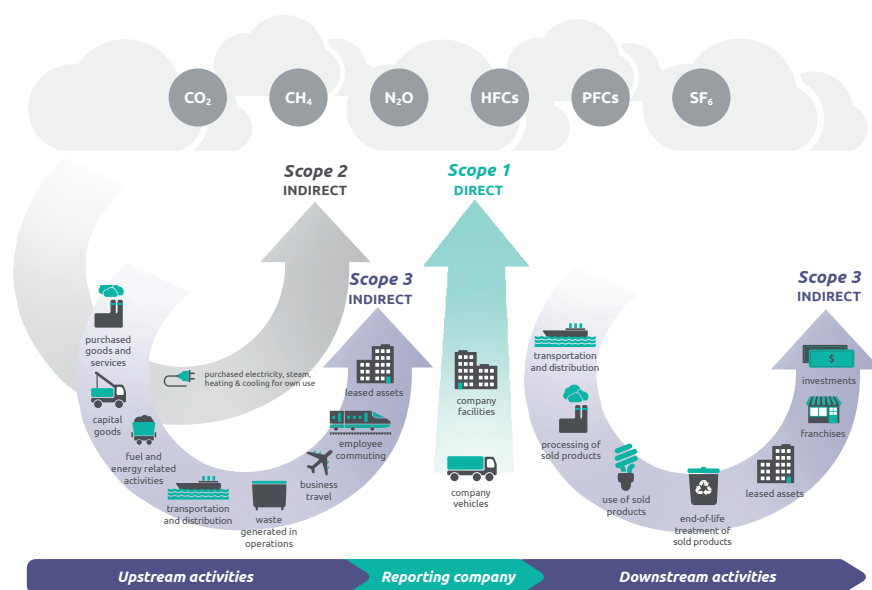 CO₂
CH₄
N₂O
HFCs
PFCs
SF₆
Scope 2
INDIRECT
Scope 1
DIRECT
Scope 3
INDIRECT
Scope 3
INDIRECT
purchased
goods and
services
capital
goods
fuel and
energy related
activities
transportation
and distribution
waste
generated in
operations
business
travel
employee
commuting
leased assets
purchased electricity, steam,
heating & cooling for own use
company
facilities
company
vehicles
transportation
and distribution
processing of
sold products
use of sold
products
end-of-life
treatment of
sold products
leased assets
franchises
$
investments
Upstream activities
Reporting company
Downstream activities